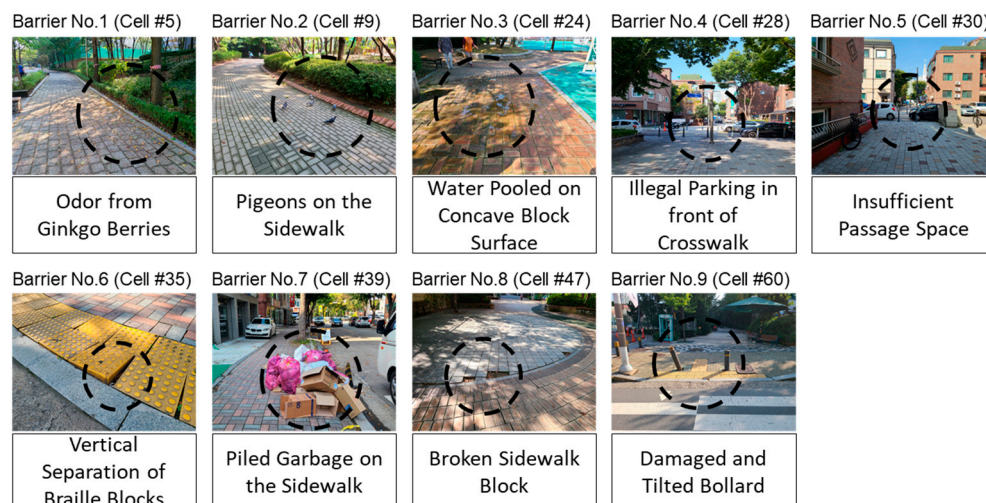 Barrier No.1 (Cell #5)
Barrier No.2 (Cell #9)
Barrier No.3 (Cell #24)
Barrier No.4 (Cell #28)
Barrier No.5 (Cell #30)
Odor from
Ginkgo Berries
Pigeons on the
Sidewalk
Water Pooled on
Concave Block
Surface
Illegal Parking in
front of
Crosswalk
Insufficient
Passage Space
Barrier No.6 (Cell #35)
Barrier No.7 (Cell #39)
Barrier No.8 (Cell #47)
Barrier No.9 (Cell #60)
Vertical
Separation of
Braille Blocks
Piled Garbage on
the Sidewalk
Broken Sidewalk
Block
Damaged and
Tilted Bollard